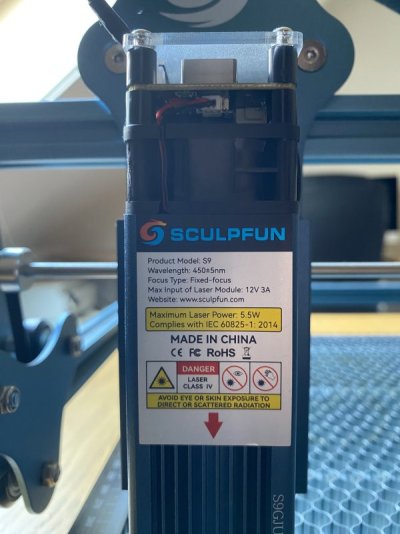 SCULPFUN
Product Model: S9
Wavelength: 450±5nm
Focus Type: Fixed-focus
Max Input of Laser Module: 12V 3A
Website: www.sculpfun.com
Maximum Laser Power: 5.5W
Complies with IEC 60825-1: 2014
MADE IN CHINA
CE FC RoHS
DANGER
LASER
CLASS IV
AVOID EYE OR SKIN EXPOSURE TO
DIRECT OR SCATTERED RADIATION